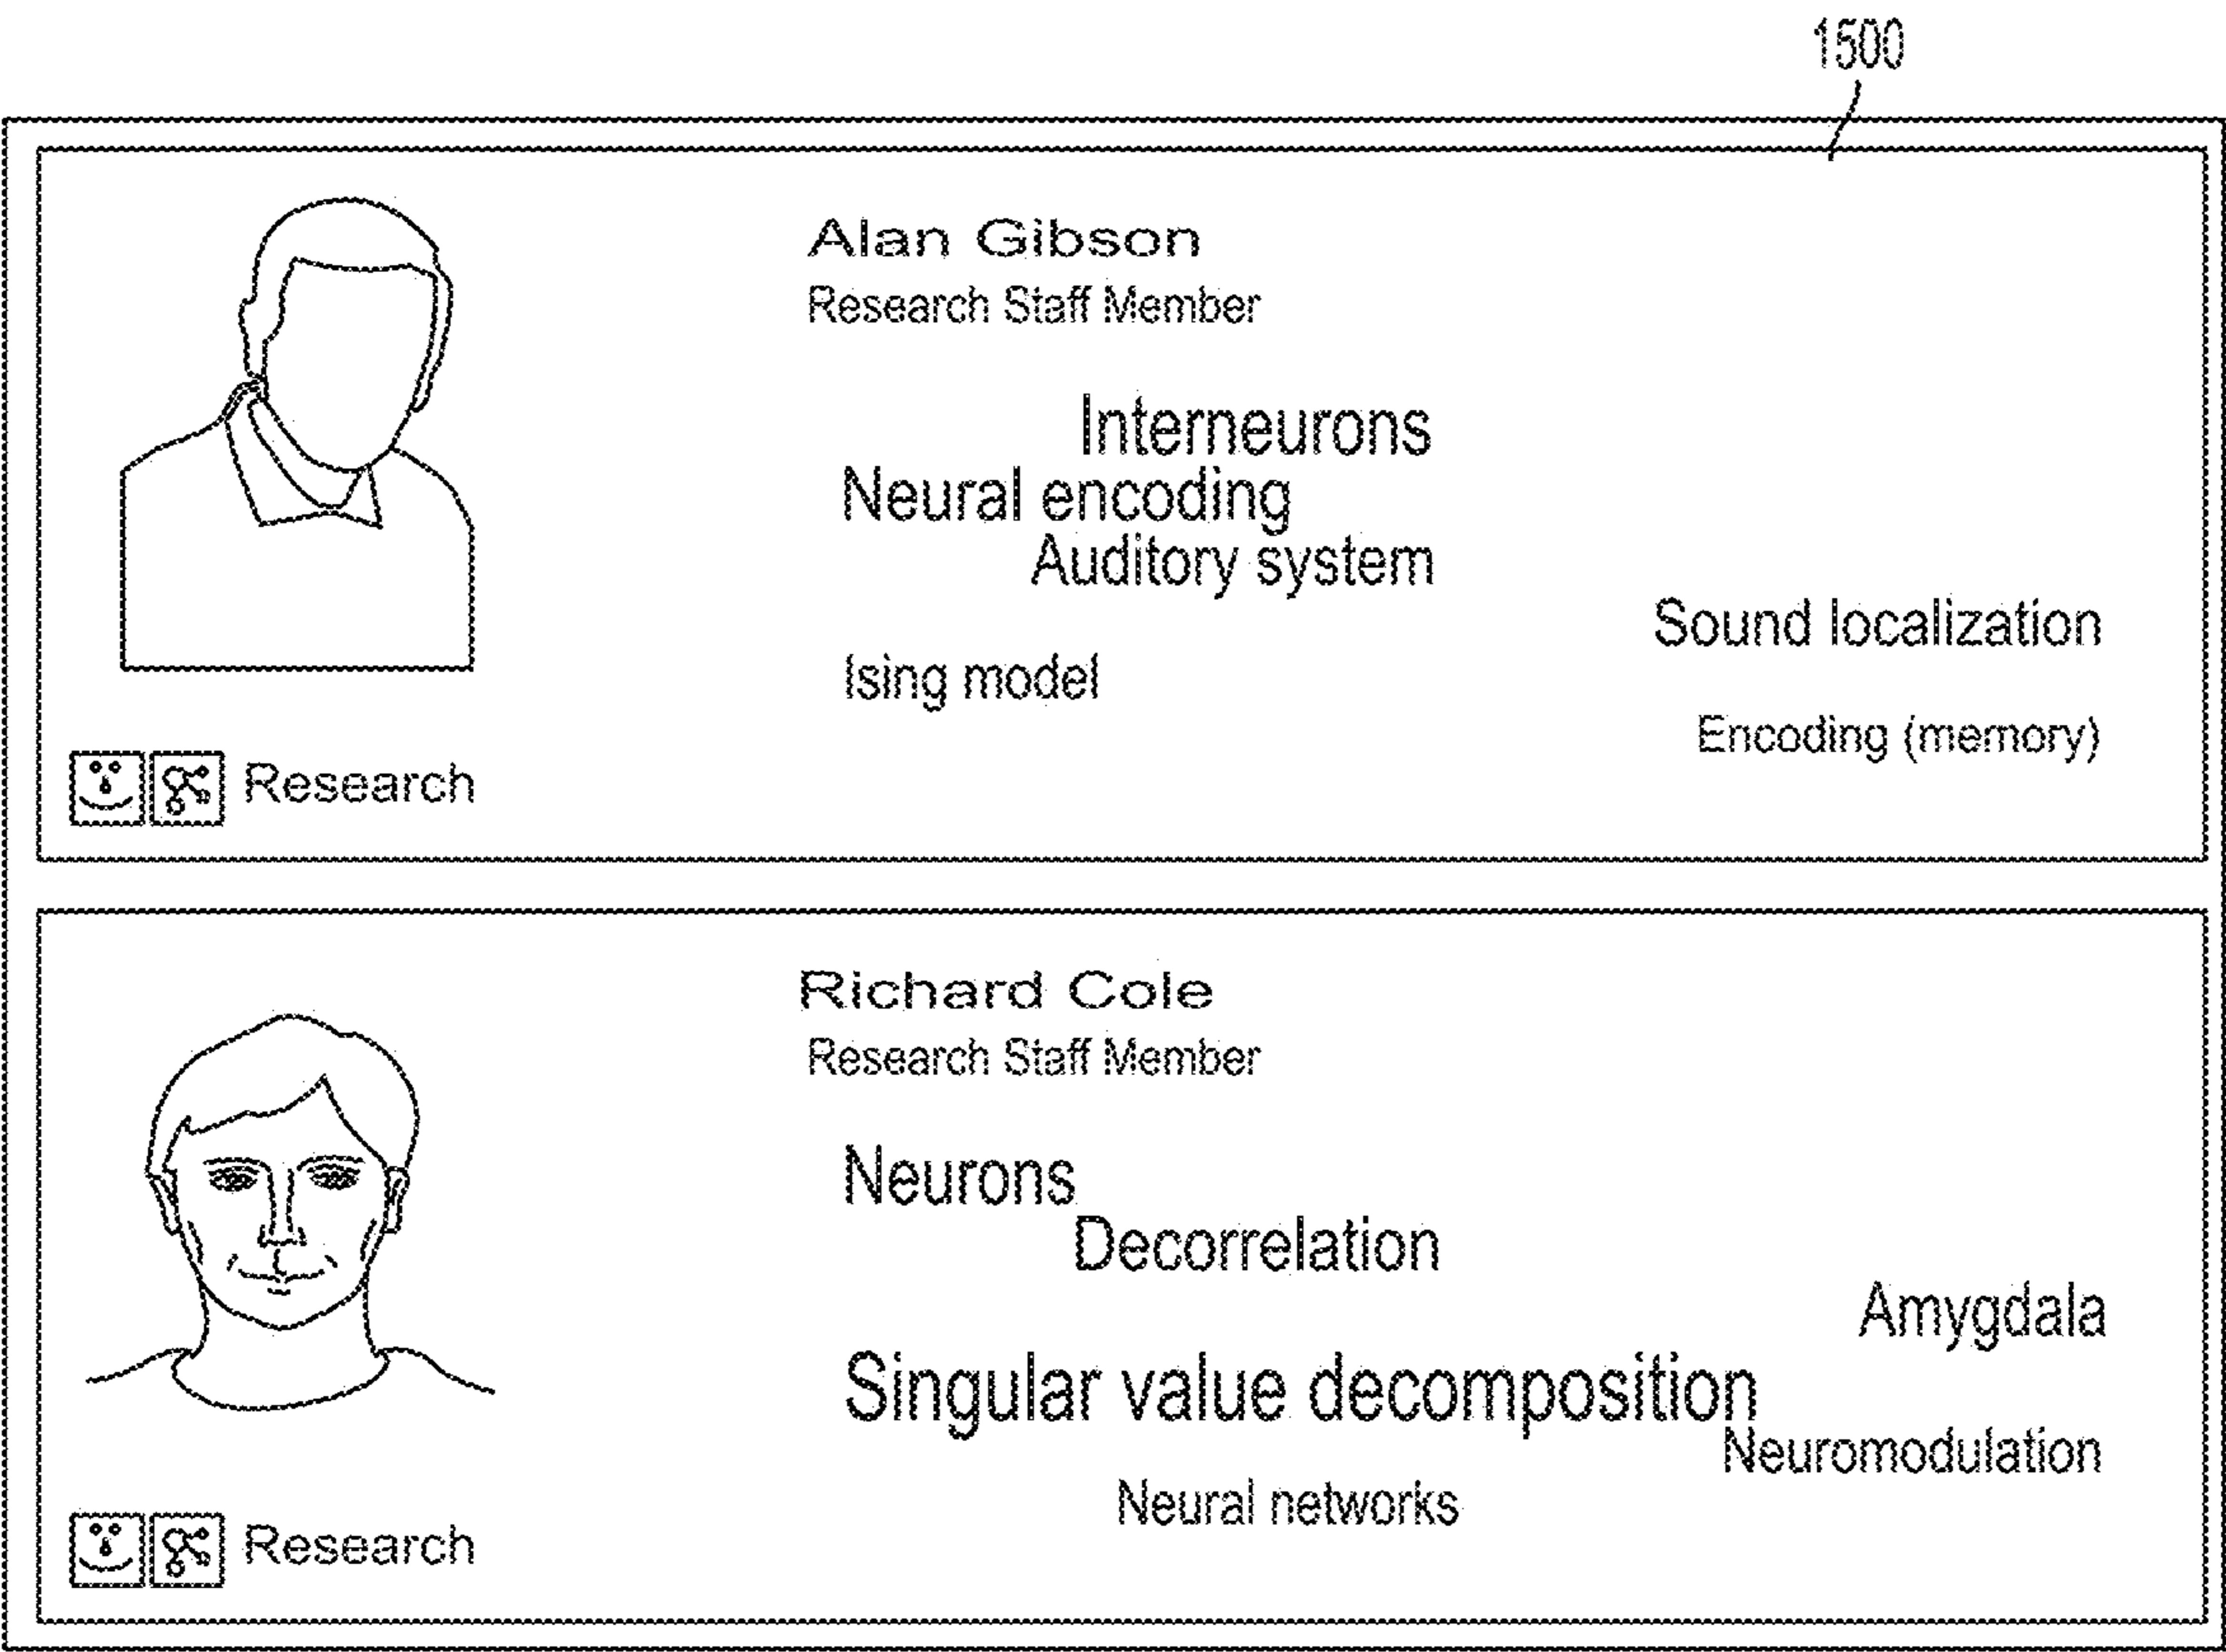 1500
Alan Gibson
Research Staff Member
Interneurons
Neural encoding
Auditory system
Sound localization
Ising model
Encoding (memory)
Research
Richard Cole
Research Staff Member
Neurons
Decorrelation
Amygdala
Singular value decomposition
Neuromodulation
Neural networks
Research